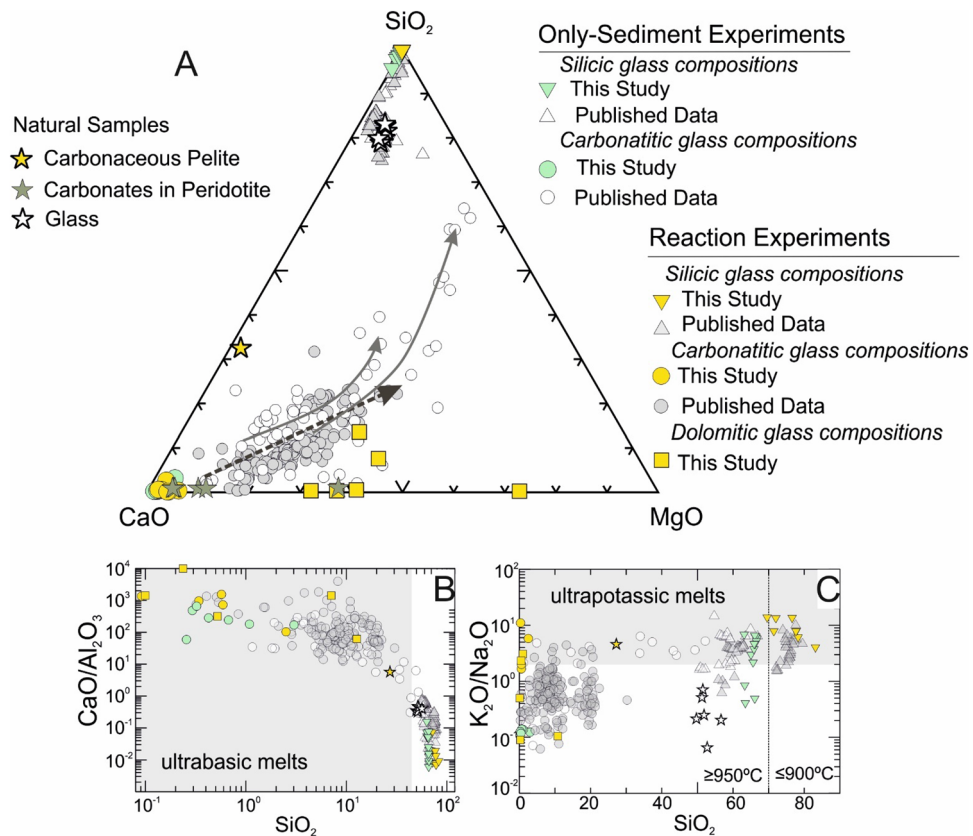 SiO2
A
Natural Samples
Carbonaceous Pelite
Carbonates in Peridotite
Glass
Only-Sediment Experiments
Silicic glass compositions
This Study
Published Data
Carbonatitic glass compositions
This Study
Published Data
Reaction Experiments
Silicic glass compositions
This Study
Published Data
Carbonatitic glass compositions
This Study
Published Data
Dolomitic glass compositions
This Study
CaO
MgO
B
CaO/Al2O3
10^4
10^3
10^2
10^1
10^0
10^-1
10^-2
ultrabasic melts
10^-1
10^0
10^1
10^2
SiO2
C
K2O/Na2O
10^2
10^1
10^0
10^-1
10^-2
ultrapotassic melts
≥950ºC
≤900ºC
0
20
40
60
80
SiO2